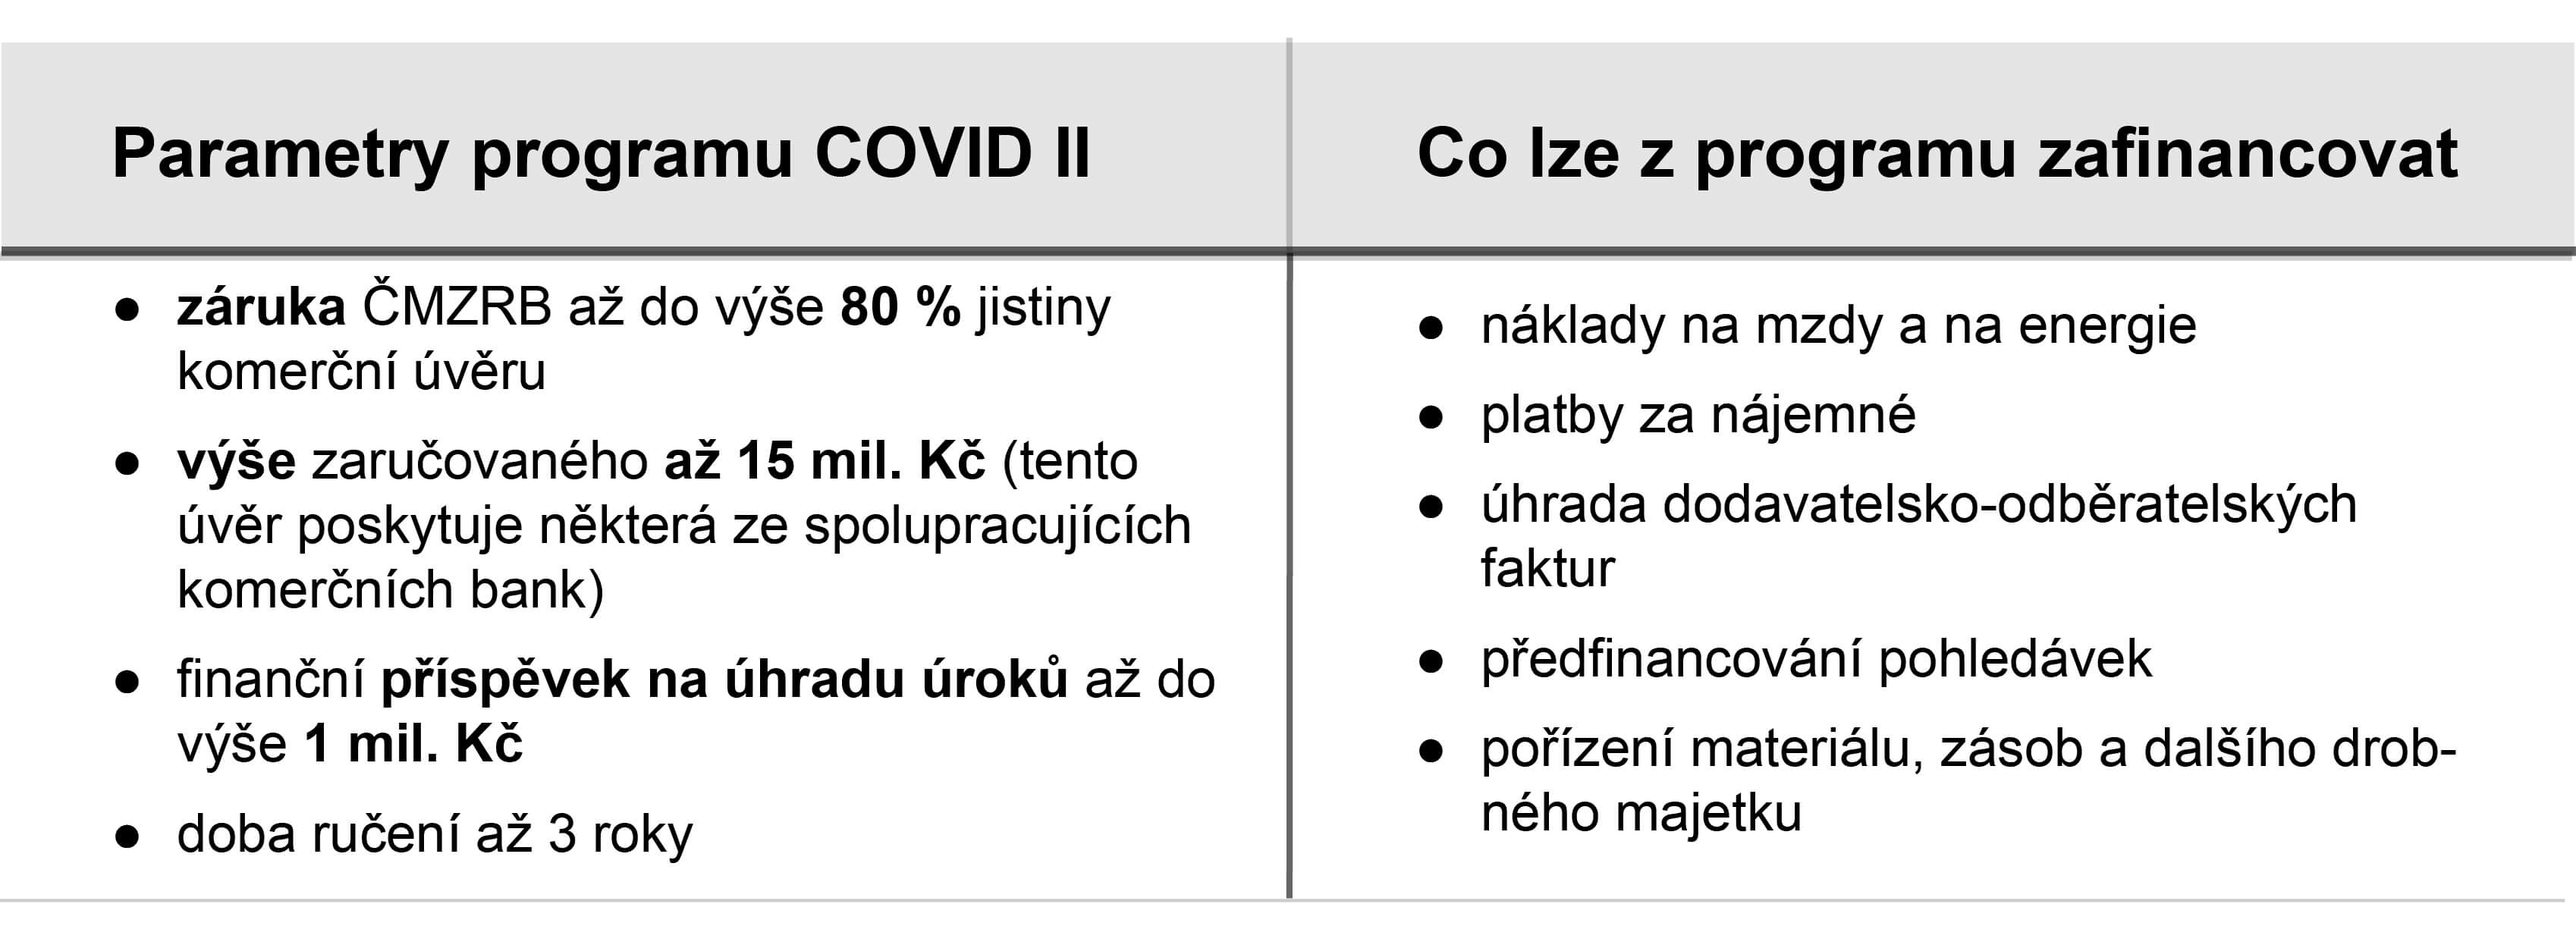 Parametry programu COVID II
záruka ČMZRB až do výše 80 % jistiny
komerční úvěru
výše zaručovaného až 15 mil. Kč (tento
úvěr poskytuje některá ze spolupracujících
komerčních bank)
finanční příspěvek na úhradu úroků až do
výše 1 mil. Kč
doba ručení až 3 roky
Co lze z programu zafinancovat
náklady na mzdy a na energie
platby za nájemné
úhrada dodavatelsko-odběratelských
faktur
předfinancování pohledávek
pořízení materiálu, zásob a dalšího drob-
ného majetku